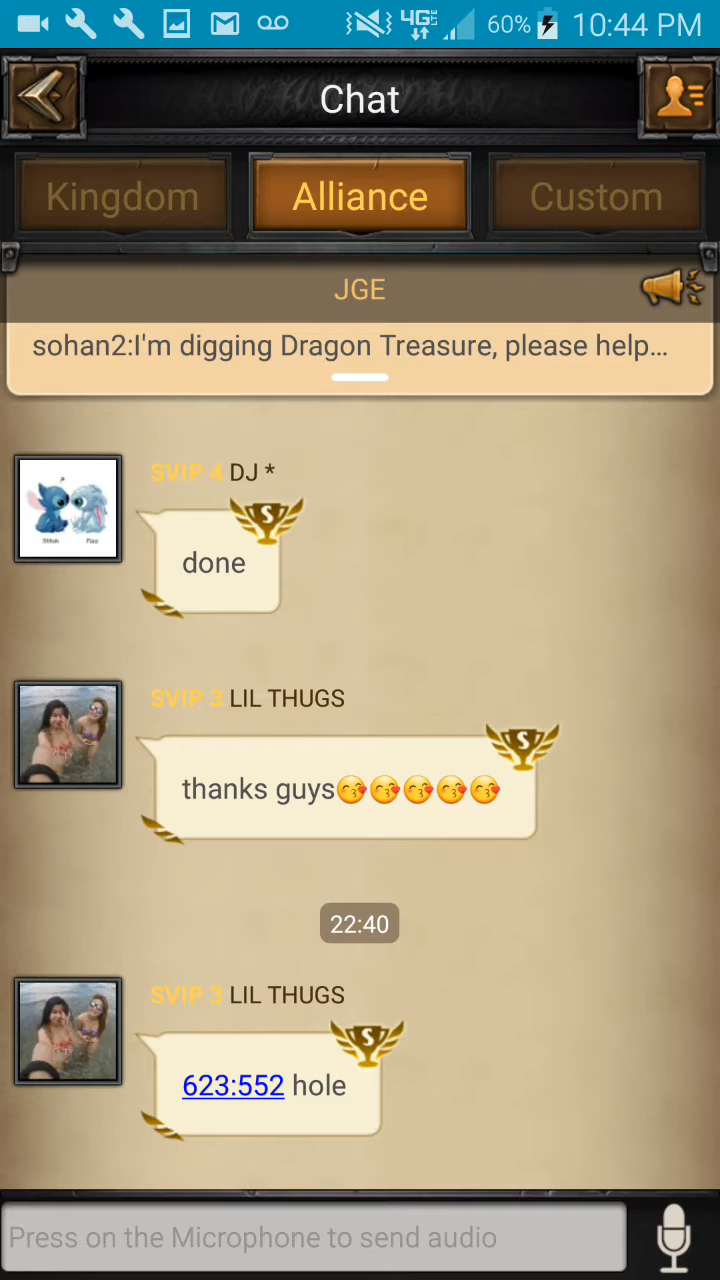 4G LTE 60% 10:44 PM
Chat
Kingdom Alliance Custom
JGE
sohan2:I'm digging Dragon Treasure, please help...
SVIP 4 DJ *
S
done
SVIP 3 LIL THUGS
S
thanks guys😘😘😘😘😘
22:40
SVIP 3 LIL THUGS
S
623:552 hole
Press on the Microphone to send audio